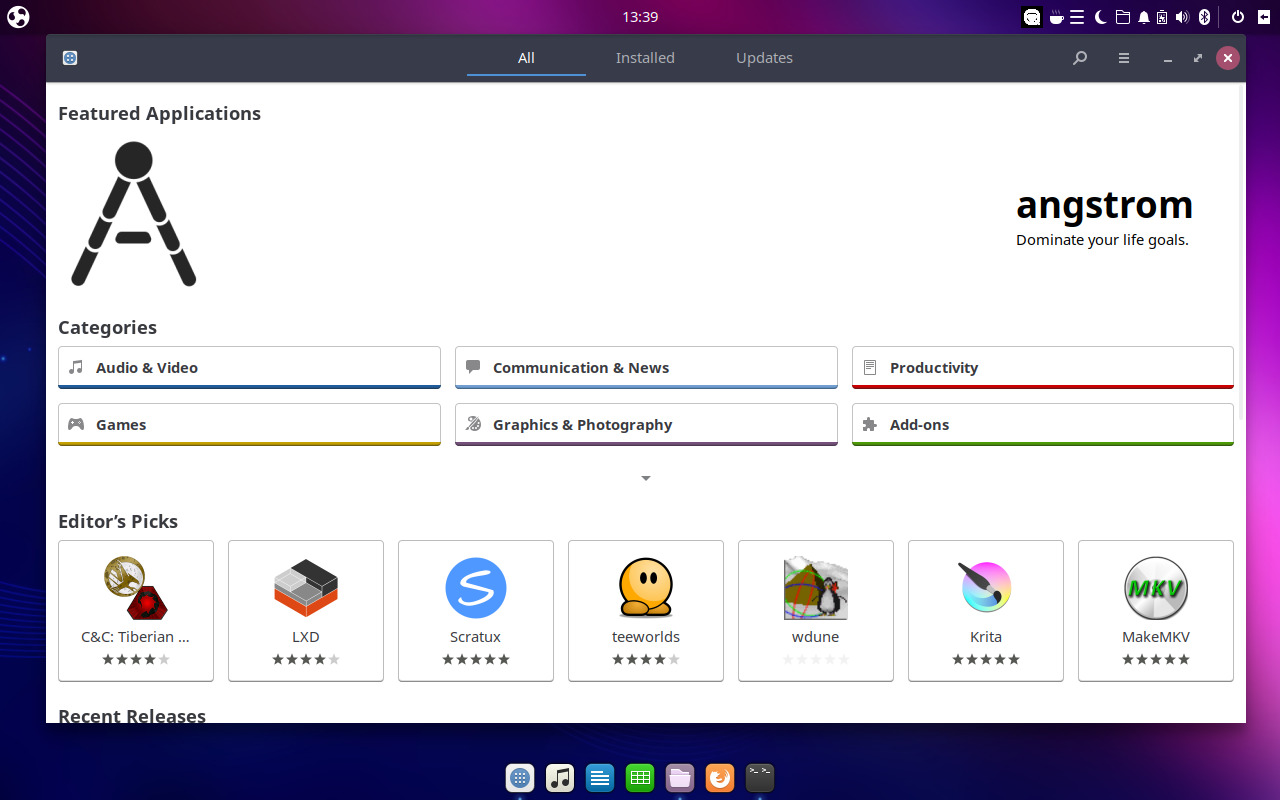 13:39
All Installed Updates
Featured Applications
angstrom
Dominate your life goals.
Categories
Audio & Video Communication & News Productivity
Games Graphics & Photography Add-ons
Editor’s Picks
MKV
C&C: Tiberian ... LXD Scratux teeworlds wdune Krita MakeMKV
Recent Releases
>_ >_